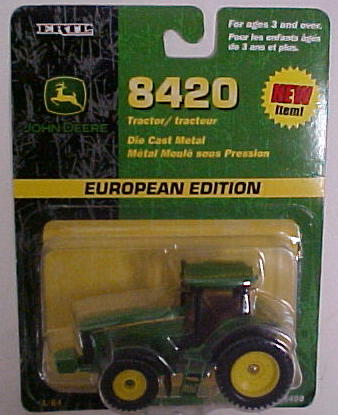 ERTL
For ages 3 and over.
Pour les enfants âgés
de 3 ans et plus.
JOHN DEERE
8420
Tractor/ tracteur
Die Cast Metal
Métal Moulé sous Pression
NEW
Item!
EUROPEAN EDITION
1/64